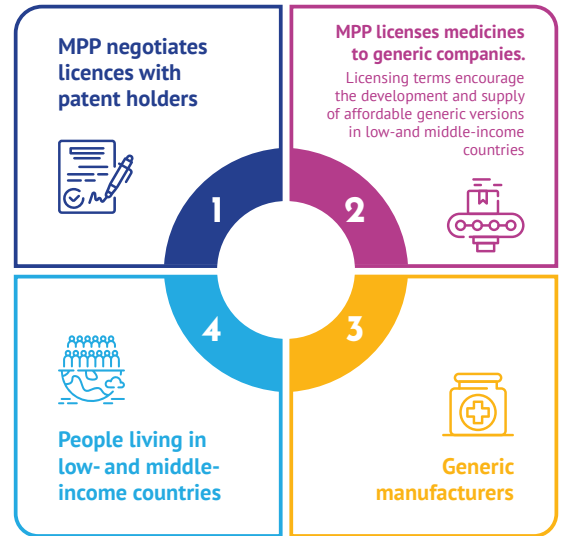 MPP negotiates
licences with
patent holders
1
MPP licenses medicines
to generic companies.
Licensing terms encourage
the development and supply
of affordable generic versions
in low-and middle-income
countries
2
3
Generic
manufacturers
4
People living in
low- and middle-
income countries